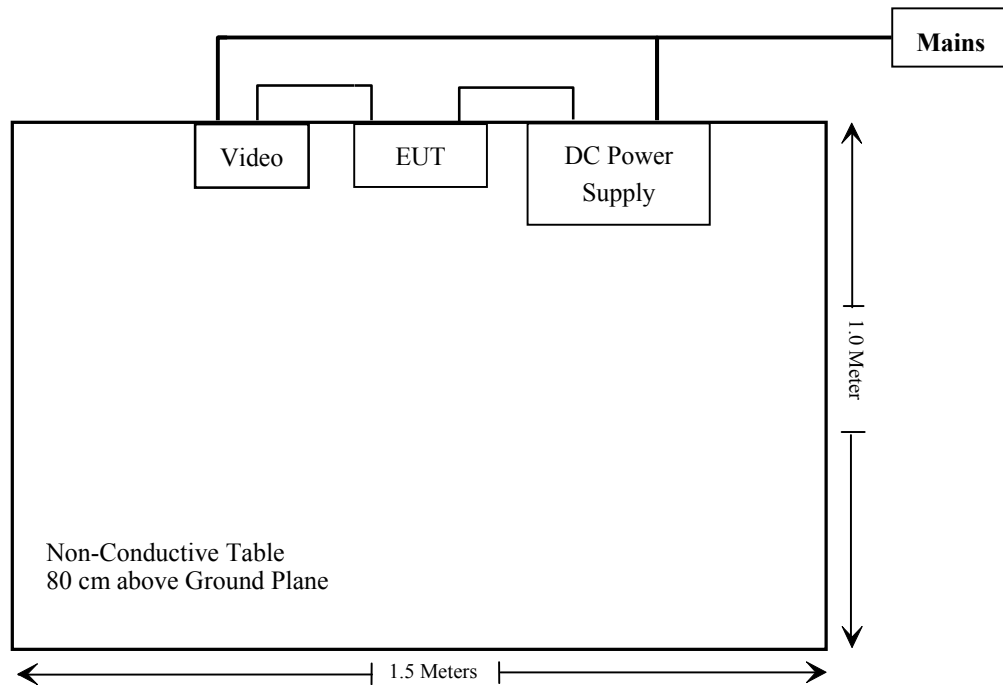 Mains
Video
EUT
DC Power
Supply
1.0 Meter
Non-Conductive Table
80 cm above Ground Plane
1.5 Meters